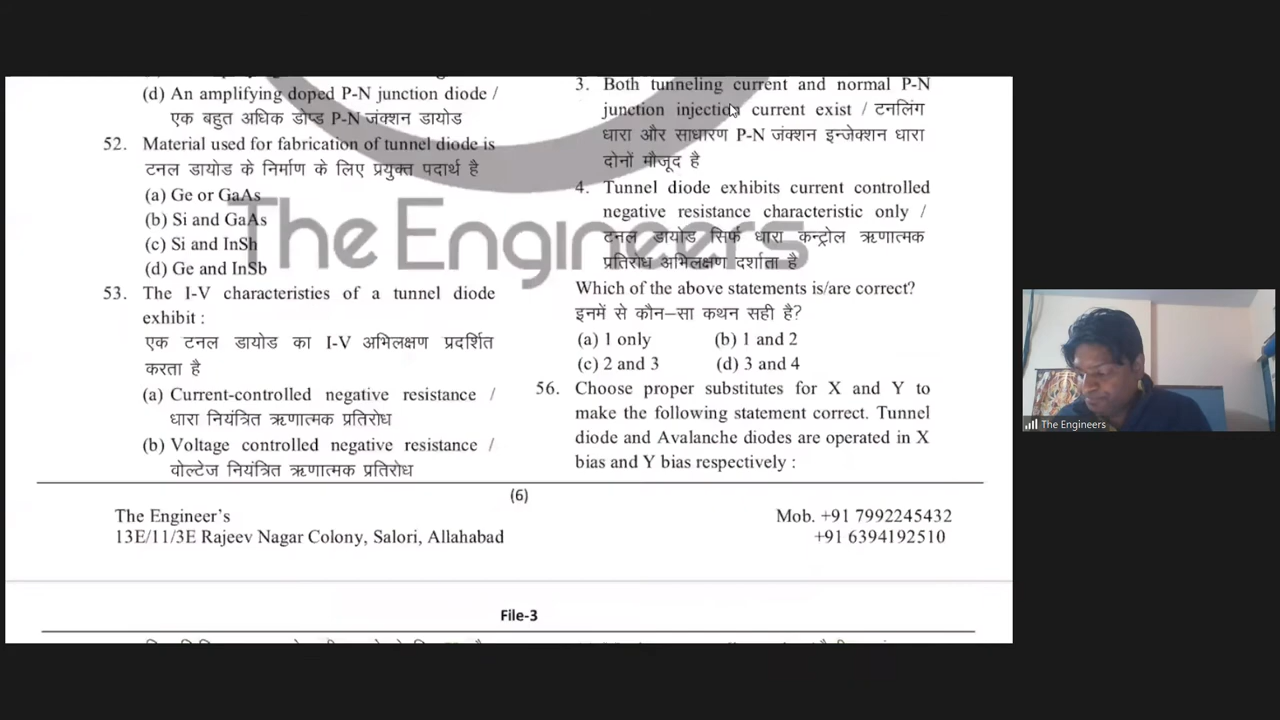 (d) An amplifying doped P-N junction diode /
एक बहुत अधिक डोप्ड P-N जंक्शन डायोड
52. Material used for fabrication of tunnel diode is
टनल डायोड के निर्माण के लिए प्रयुक्त पदार्थ है
(a) Ge or GaAs
(b) Si and GaAs
(c) Si and InSh
(d) Ge and InSb
53. The I-V characteristies of a tunnel diode
exhibit :
एक टनल डायोड का I-V अभिलक्षण प्रदर्शित
करता है
(a) Current-controlled negative resistance /
धारा नियंत्रित ऋणात्मक प्रतिरोध
(b) Voltage controlled negative resistance /
वोल्टेज नियंत्रित ऋणात्मक प्रतिरोध
3. Both tunneling current and normal P-N
junction injection current exist / टनलिंग
धारा और साधारण P-N जंक्शन इन्जेक्शन धारा
दोनों मौजूद है
4. Tunnel diode exhibits current controlled
negative resistance characteristic only /
टनल डायोड सिर्फ धारा कन्ट्रोल ऋणात्मक
प्रतिरोध अभिलक्षण दर्शाता है
Which of the above statements is/are correct?
इनमें से कौन–सा कथन सही है?
(a) 1 only (b) 1 and 2
(c) 2 and 3 (d) 3 and 4
56. Choose proper substitutes for X and Y to
make the following statement correct. Tunnel
diode and Avalanche diodes are operated in X
bias and Y bias respectively :
The Engineers
(6)
The Engineer's Mob. +91 7992245432
13E/11/3E Rajeev Nagar Colony, Salori, Allahabad +91 6394192510
File-3
The Engineers